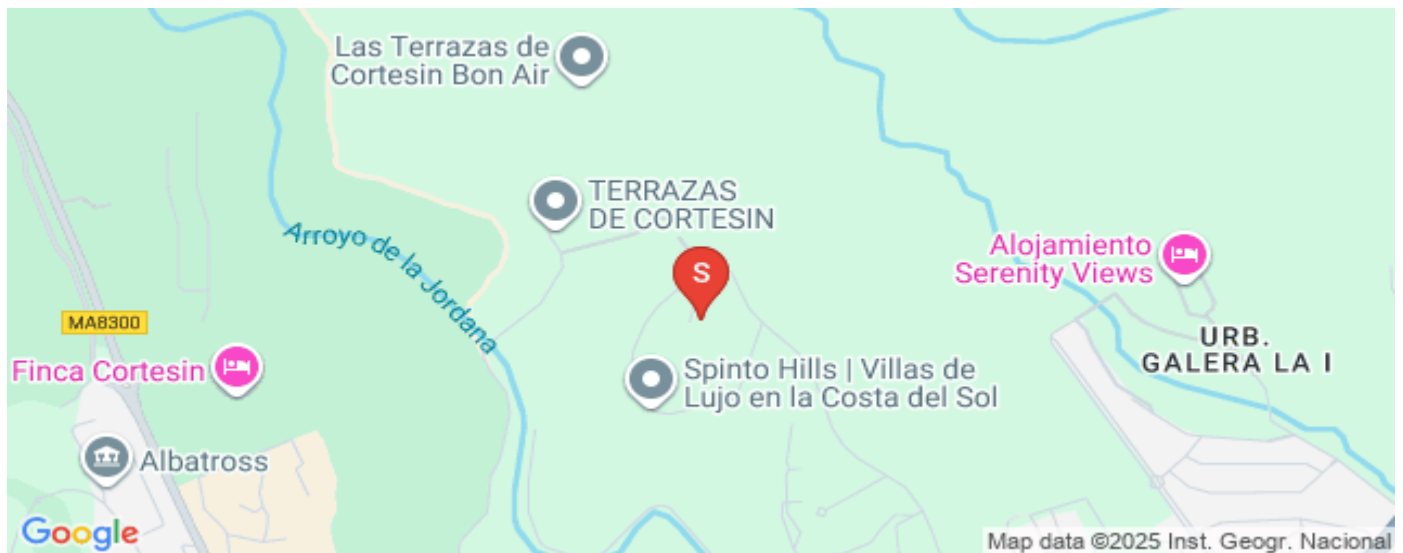 Las Terrazas de
Cortesin Bon Air
TERRAZAS
DE CORTESIN
Arroyo de la Jordana
S
Alojamiento
Serenity Views
MA8300
URB.
GALERA LA I
Finca Cortesin
Spinto Hills | Villas de
Lujo en la Costa del Sol
Albatross
Google
Map data ©2025 Inst. Geogr. Nacional